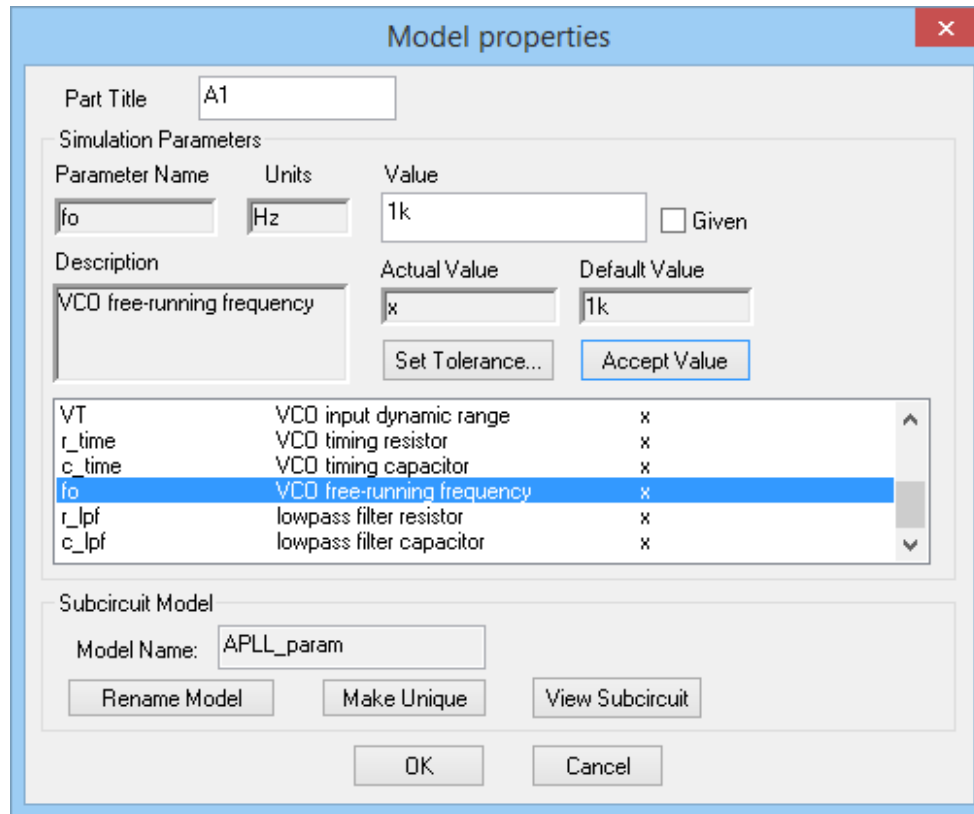 Model properties
Part Title A1
Simulation Parameters
Parameter Name Units Value
fo Hz 1k Given
Description Actual Value Default Value
VCO free-running frequency x 1k
Set Tolerance... Accept Value
VT VCO input dynamic range x
r_time VCO timing resistor x
c_time VCO timing capacitor x
fo VCO free-running frequency x
r_lpf lowpass filter resistor x
c_lpf lowpass filter capacitor x
Subcircuit Model
Model Name: APLL_param
Rename Model Make Unique View Subcircuit
OK Cancel